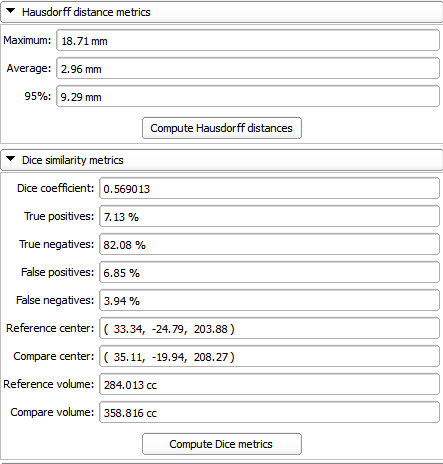 Hausdorff distance metrics
Maximum: 18.71 mm
Average: 2.96 mm
95%: 9.29 mm
Compute Hausdorff distances
Dice similarity metrics
Dice coefficient: 0.569013
True positives: 7.13 %
True negatives: 82.08 %
False positives: 6.85 %
False negatives: 3.94 %
Reference center: ( 33.34, -24.79, 203.88 )
Compare center: ( 35.11, -19.94, 208.27 )
Reference volume: 284.013 cc
Compare volume: 358.816 cc
Compute Dice metrics